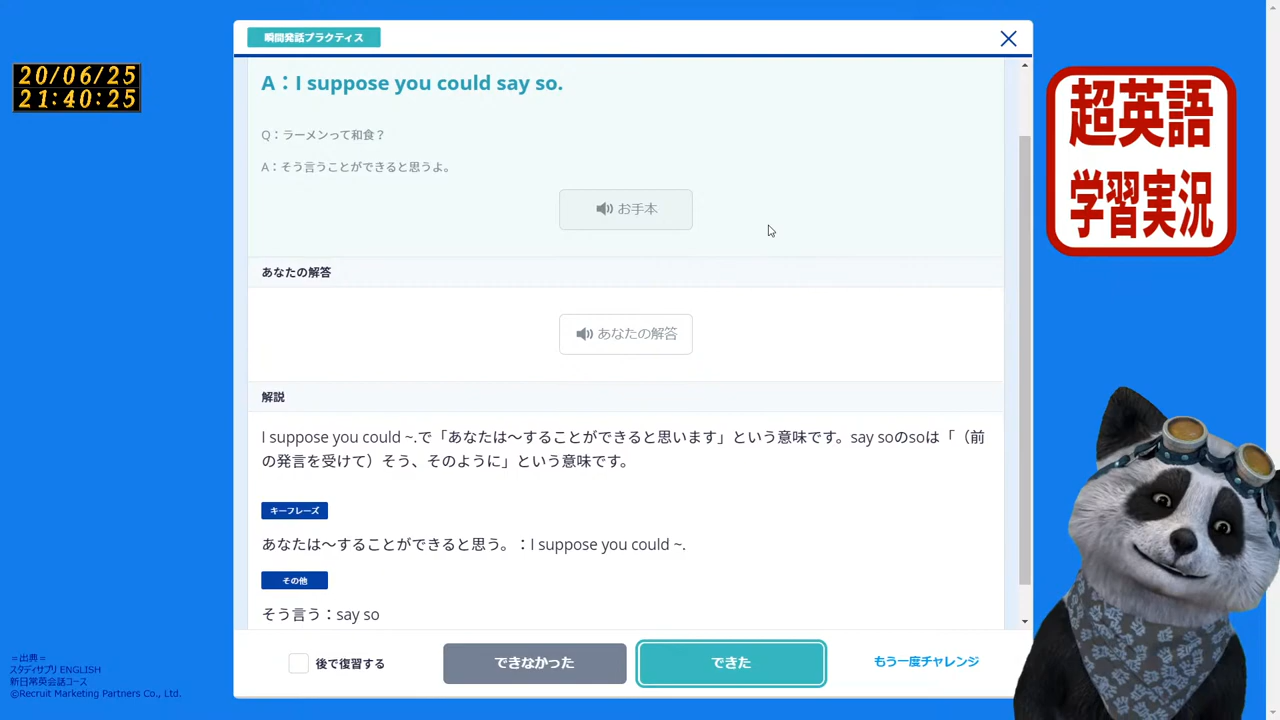 瞬間発話プラクティス
20/06/25
21:40:25
A：I suppose you could say so.
Q：ラーメンって和食？
A：そう言うことができると思うよ。
お手本
あなたの解答
あなたの解答
解説
I suppose you could ~.で「あなたは〜することができると思います」という意味です。say soのsoは「（前
の発言を受けて）そう、そのように」という意味です。
キーフレーズ
あなたは〜することができると思う。：I suppose you could ~.
その他
そう言う：say so
後で復習する
できなかった
できた
もう一度チャレンジ
超英語
学習実況
＝出典＝
スタディサプリ ENGLISH
新日常英会話コース
©Recruit Marketing Partners Co., Ltd.